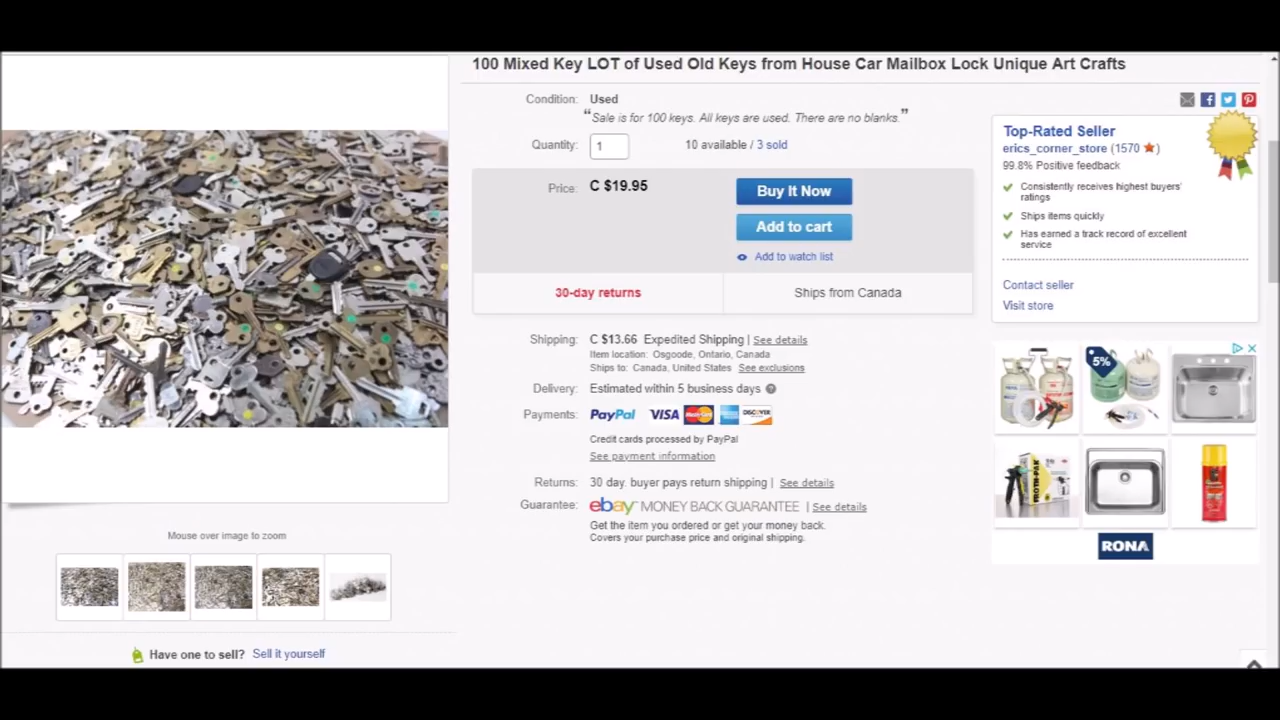 100 Mixed Key LOT of Used Old Keys from House Car Mailbox Lock Unique Art Crafts
Condition: Used
“Sale is for 100 keys. All keys are used. There are no blanks.”
Quantity: 1 10 available / 3 sold
Price: C $19.95 Buy It Now
Add to cart
Add to watch list
30-day returns Ships from Canada
Shipping: C $13.66 Expedited Shipping | See details
Item location: Osgoode, Ontario, Canada
Ships to: Canada, United States See exclusions
Delivery: Estimated within 5 business days ?
Payments: PayPal VISA MasterCard DISCOVER
Credit cards processed by PayPal
See payment information
Returns: 30 day. buyer pays return shipping | See details
Guarantee: ebay MONEY BACK GUARANTEE | See details
Get the item you ordered or get your money back.
Covers your purchase price and original shipping.
Top-Rated Seller
erics_corner_store (1570 ★)
99.8% Positive feedback
Consistently receives highest buyers'
ratings
Ships items quickly
Has earned a track record of excellent
service
Contact seller
Visit store
5%
RONA
Mouse over image to zoom
Have one to sell? Sell it yourself